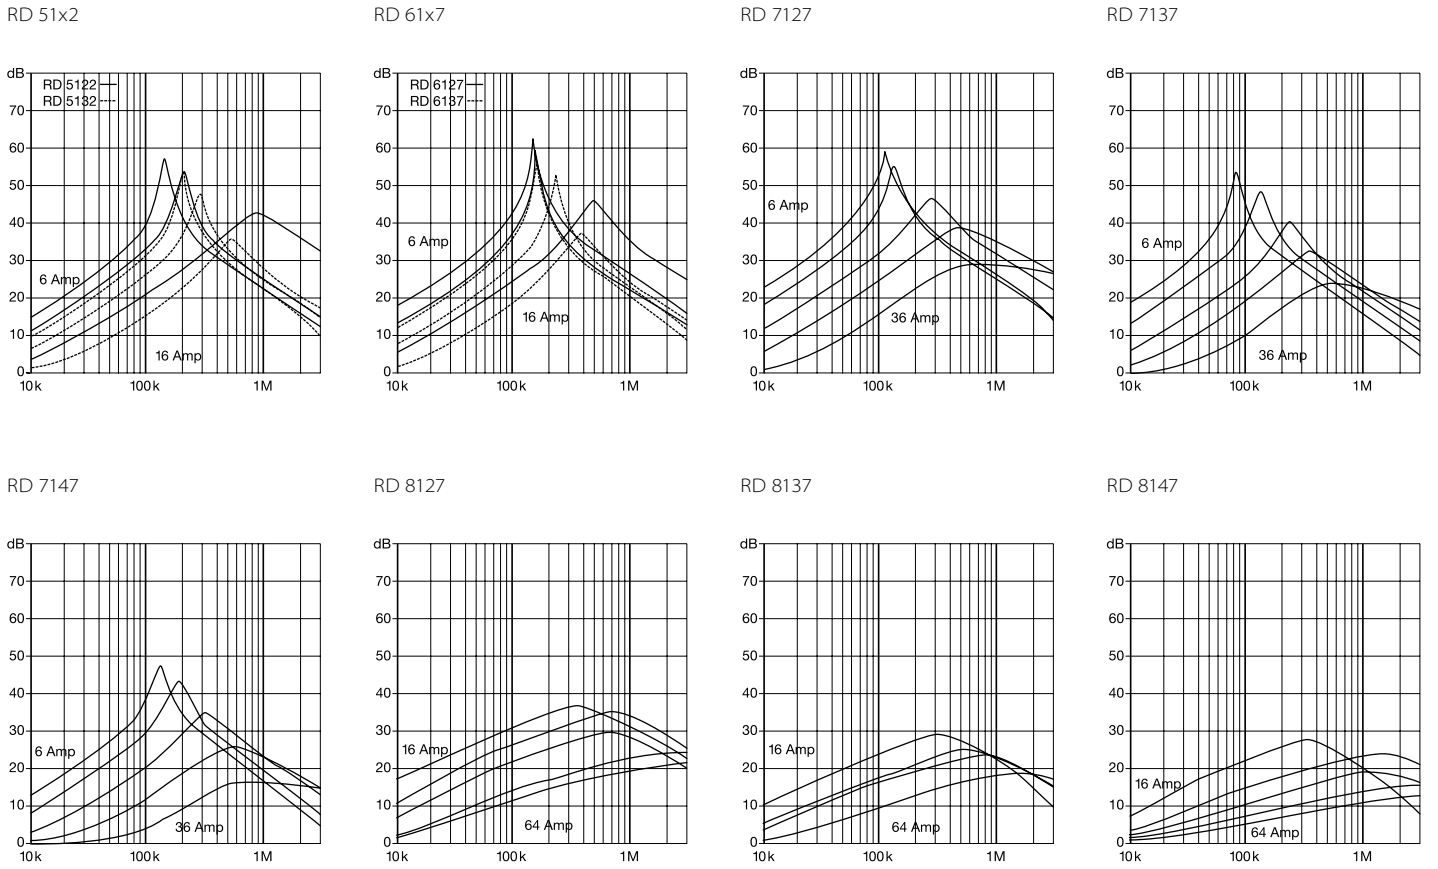 RD 51x2
dB
RD 5122
RD 5132
70
60
50
40
30
20
10
0
6 Amp
16 Amp
10k
100k
1M
RD 61x7
dB
RD 6127
RD 6137
70
60
50
40
30
20
10
0
6 Amp
16 Amp
10k
100k
1M
RD 7127
dB
70
60
50
40
30
20
10
0
6 Amp
36 Amp
10k
100k
1M
RD 7137
dB
70
60
50
40
30
20
10
0
6 Amp
36 Amp
10k
100k
1M
RD 7147
dB
70
60
50
40
30
20
10
0
6 Amp
36 Amp
10k
100k
1M
RD 8127
dB
70
60
50
40
30
20
10
0
16 Amp
64 Amp
10k
100k
1M
RD 8137
dB
70
60
50
40
30
20
10
0
16 Amp
64 Amp
10k
100k
1M
RD 8147
dB
70
60
50
40
30
20
10
0
16 Amp
64 Amp
10k
100k
1M